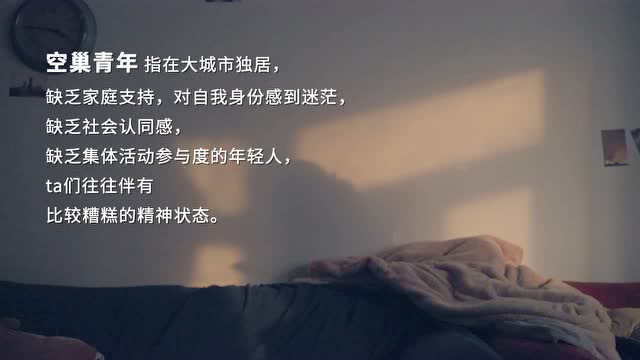 空巢青年 指在大城市独居，
缺乏家庭支持，对自我身份感到迷茫，
缺乏社会认同感，
缺乏集体活动参与度的年轻人，
ta们往往伴有
比较糟糕的精神状态。